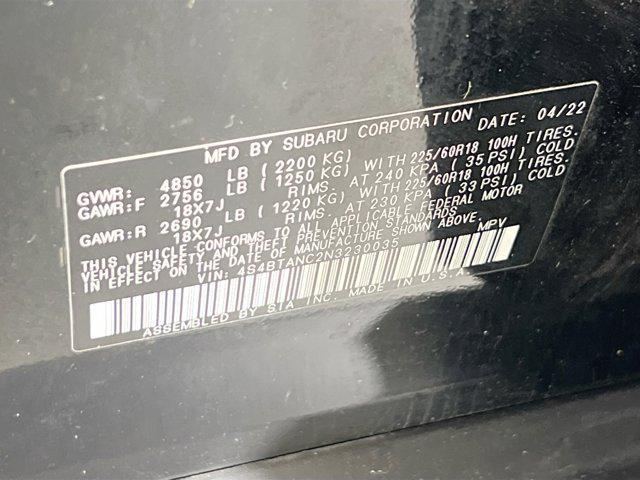 MFD BY SUBARU CORPORATION DATE: 04/22
GVWR: 4850 LB (2200 KG)
GAWR:F 2756 LB (1250 KG) WITH 225/60R18 100H TIRES.
18X7J RIMS. AT 240 KPA (35 PSI) COLD
GAWR:R 2690 LB (1220 KG) WITH 225/60R18 100H TIRES.
18X7J RIMS. AT 230 KPA (33 PSI) COLD
THIS VEHICLE CONFORMS TO ALL APPLICABLE FEDERAL MOTOR
VEHICLE SAFETY AND THEFT PREVENTION STANDARDS
IN EFFECT ON THE DATE OF MANUFACTURE SHOWN ABOVE.
VIN: 4S4BTANC2N3230035 MPV
ASSEMBLED BY SIA INC. MADE IN U.S.A.